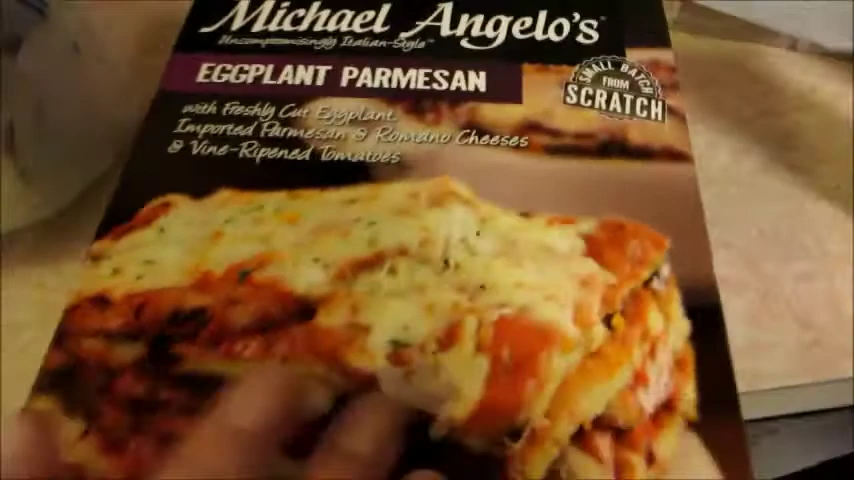 Michael Angelo's
Uncompromisingly Italian-Style™
EGGPLANT PARMESAN
SMALL BATCH
FROM
SCRATCH
with Freshly Cut Eggplant,
Imported Parmesan & Romano Cheeses
& Vine-Ripened Tomatoes